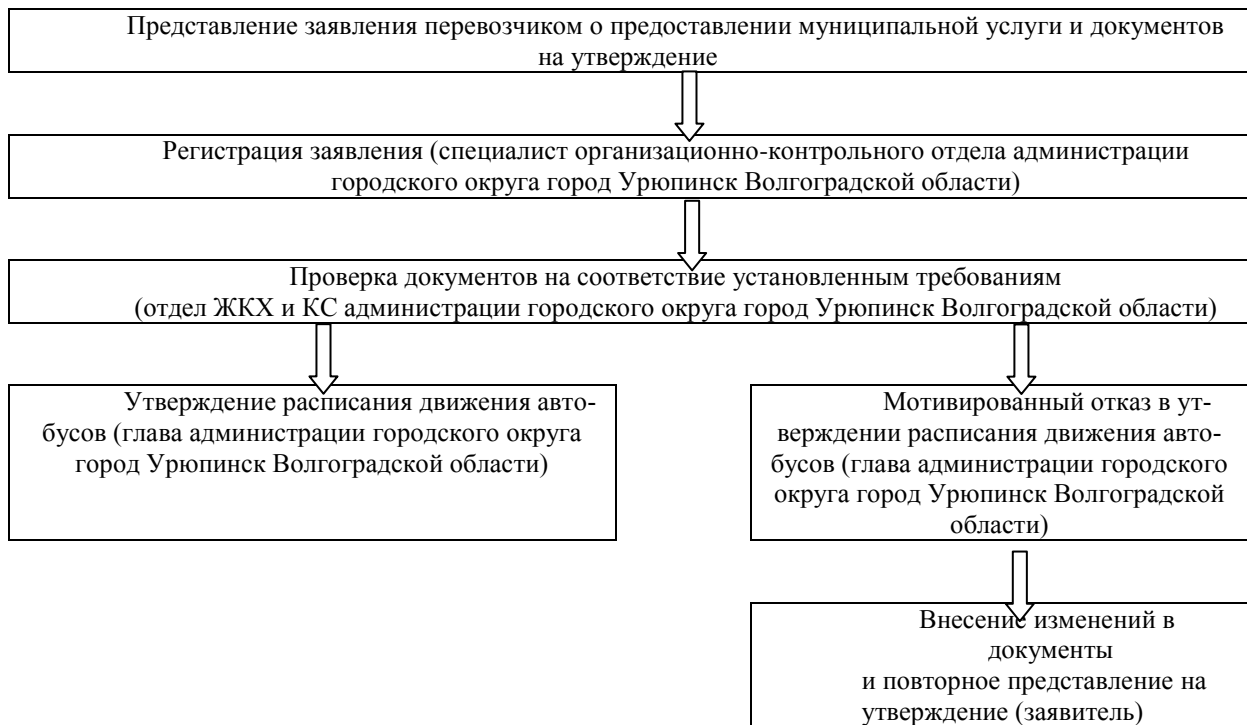 Представление заявления перевозчиком о предоставлении муниципальной услуги и документов
на утверждение
Регистрация заявления (специалист организационно-контрольного отдела администрации
городского округа город Урюпинск Волгоградской области)
Проверка документов на соответствие установленным требованиям
(отдел ЖКХ и КС администрации городского округа город Урюпинск Волгоградской области)
Утверждение расписания движения авто-
бусов (глава администрации городского округа
город Урюпинск Волгоградской области)
Мотивированный отказ в ут-
верждении расписания движения авто-
бусов (глава администрации городского
округа город Урюпинск Волгоградской
области)
Внесение изменений в
документы
и повторное представление на
утверждение (заявитель)